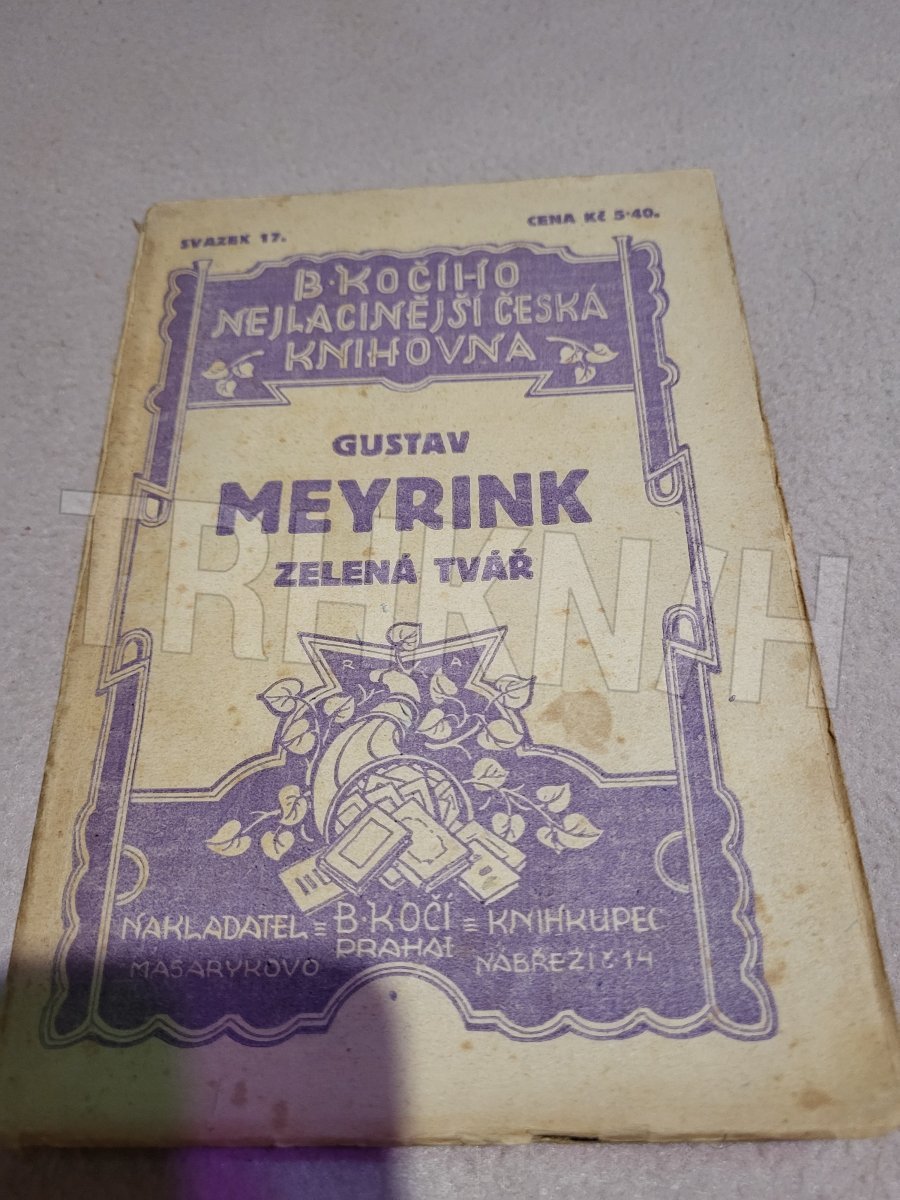 SVAZEK 17.
CENA Kč 5·40.
B·KOČÍHO
NEJLACINĚJŠÍ ČESKÁ
KNIHOVNA
GUSTAV
MEYRINK
ZELENÁ TVÁŘ
TRHKNIH
R A
NAKLADATEL = B·KOČÍ = KNIHKUPEC
PRAHA I
MASARYKOVO NÁBŘEŽÍ č 14